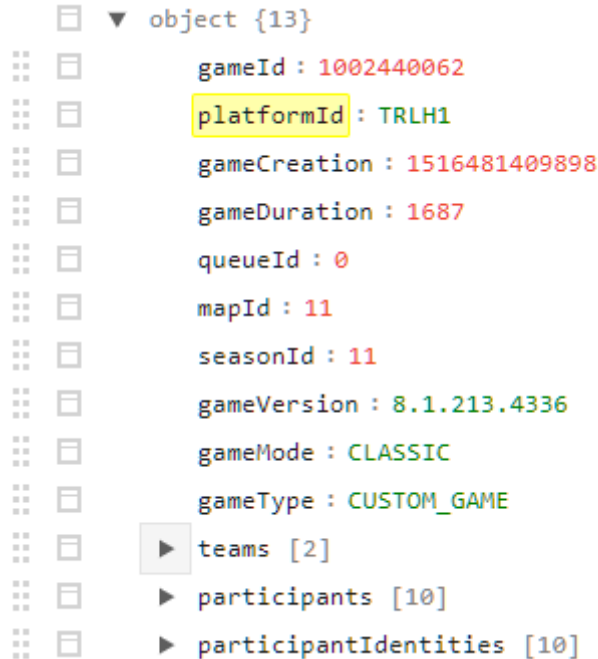 object {13}
gameId : 1002440062
platformId : TRLH1
gameCreation : 1516481409898
gameDuration : 1687
queueId : 0
mapId : 11
seasonId : 11
gameVersion : 8.1.213.4336
gameMode : CLASSIC
gameType : CUSTOM_GAME
teams [2]
participants [10]
participantIdentities [10]